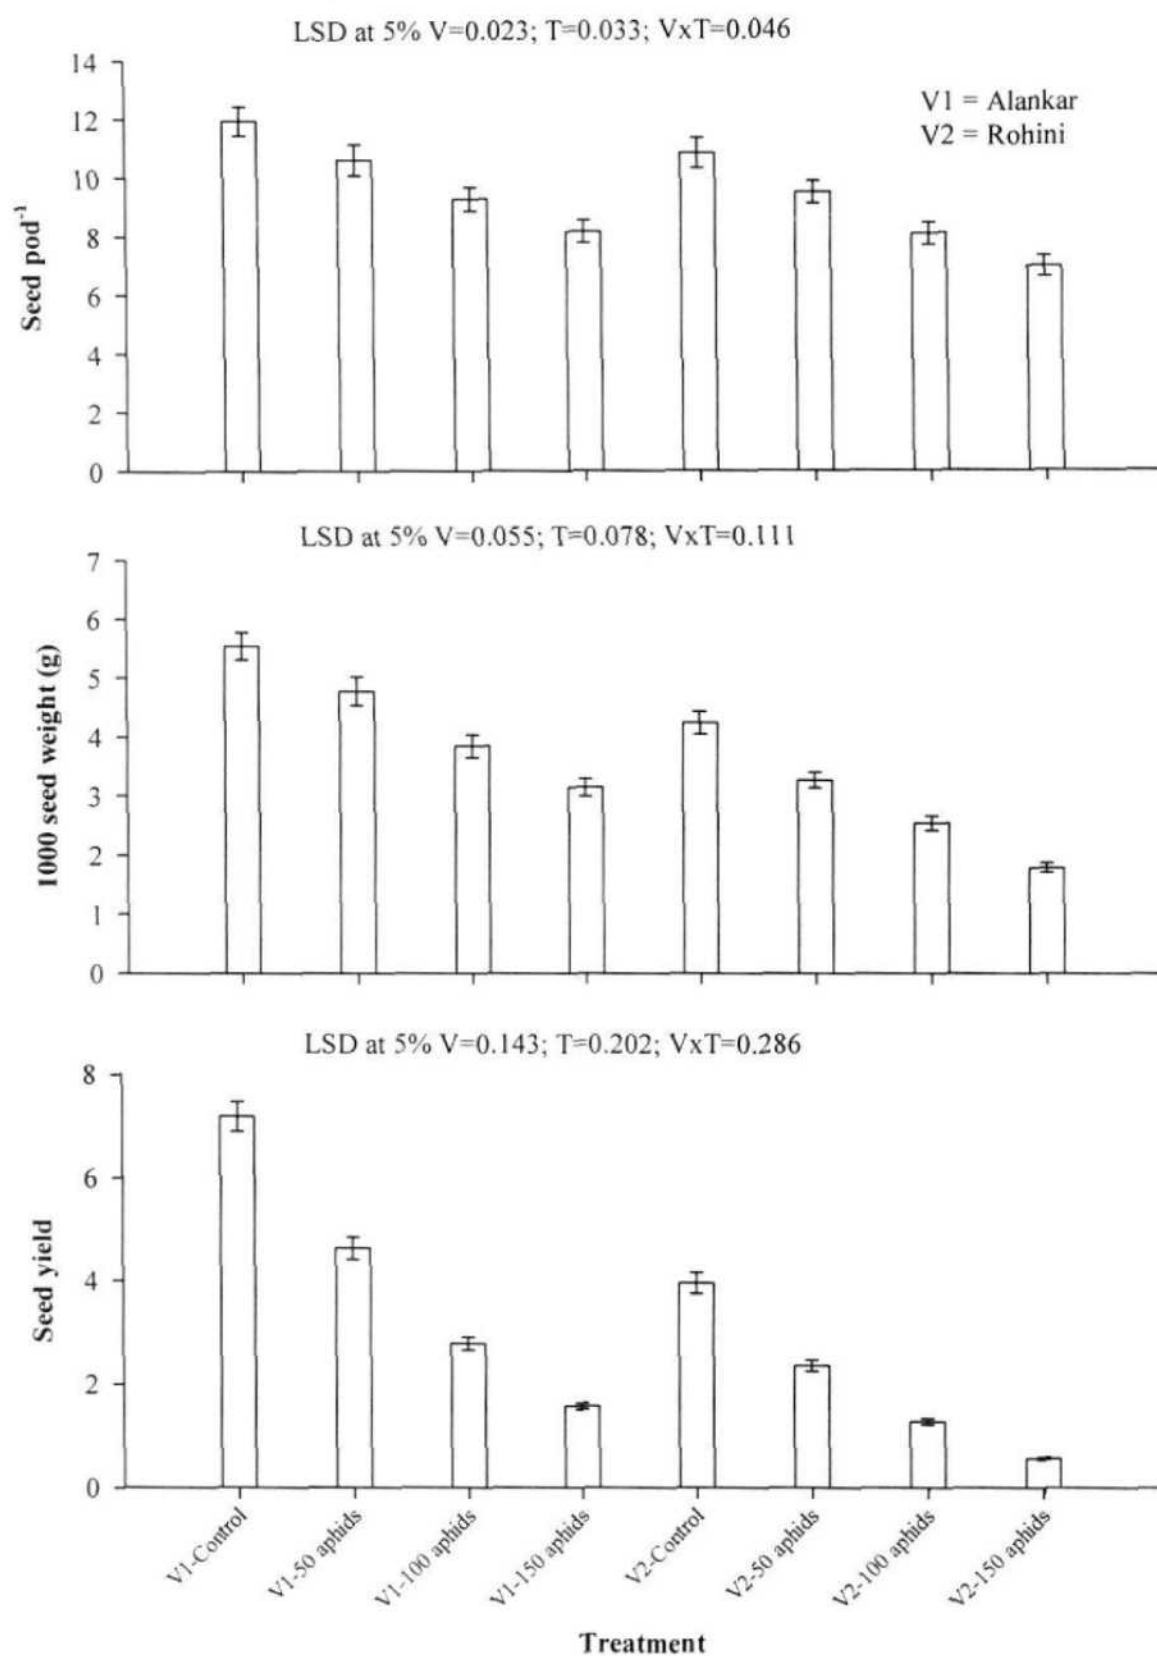 LSD at 5% V=0.023; T=0.033; VxT=0.046
14
12
10
8
6
4
2
0
Seed pod⁻¹
V1 = Alankar
V2 = Rohini
LSD at 5% V=0.055; T=0.078; VxT=0.111
7
6
5
4
3
2
1
0
1000 seed weight (g)
LSD at 5% V=0.143; T=0.202; VxT=0.286
8
6
4
2
0
Seed yield
V1-Control
V1-50 aphids
V1-100 aphids
V1-150 aphids
V2-Control
V2-50 aphids
V2-100 aphids
V2-150 aphids
Treatment